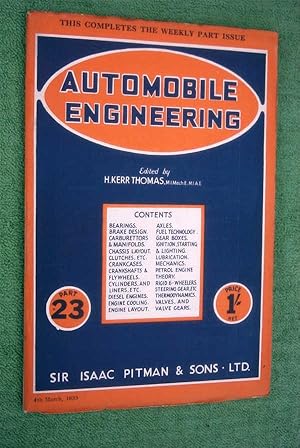 THIS COMPLETES THE WEEKLY PART ISSUE
AUTOMOBILE
ENGINEERING
Edited by
H. KERR THOMAS, M.I.Mech.E. M.I.A.E.
CONTENTS
BEARINGS.
BRAKE DESIGN.
CARBURETTORS
& MANIFOLDS.
CHASSIS LAYOUT.
CLUTCHES, ETC.
CRANKCASES.
CRANKSHAFTS &
FLYWHEELS.
CYLINDERS, AND
LINERS, ETC.
DIESEL ENGINES.
ENGINE COOLING.
ENGINE LAYOUT.
AXLES.
FUEL TECHNOLOGY.
GEAR BOXES.
IGNITION, STARTING
& LIGHTING.
LUBRICATION.
MECHANICS.
PETROL ENGINE
THEORY.
RIGID 6-WHEELERS.
STEERING GEAR, ETC.
THERMODYNAMICS.
VALVES, AND
VALVE GEARS.
PART
23
PRICE
1/-
NET
SIR ISAAC PITMAN & SONS · LTD.
4th March,